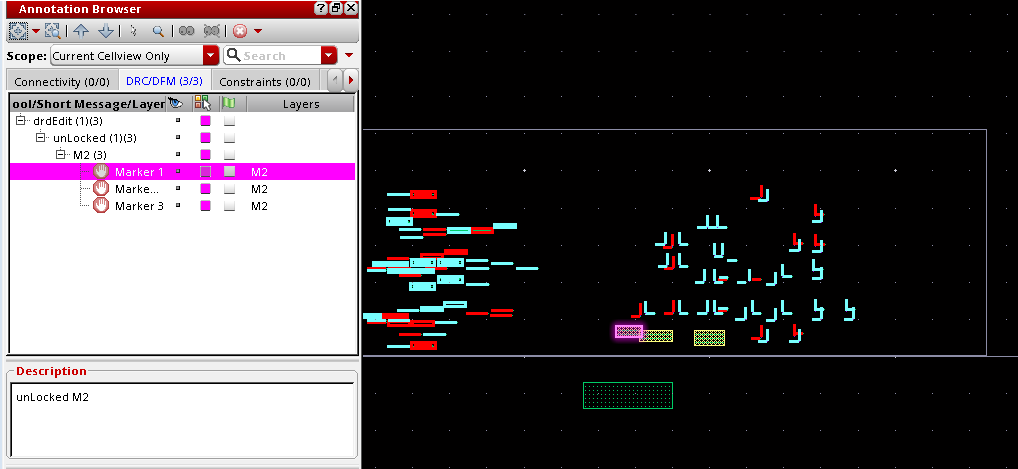 Annotation Browser
Scope: Current Cellview Only Search
Connectivity (0/0) DRC/DFM (3/3) Constraints (0/0)
ool/Short Message/Layer Layers
drdEdit (1)(3)
unLocked (1)(3)
M2 (3)
Marker 1 M2
Marke... M2
Marker 3 M2
Description
unLocked M2